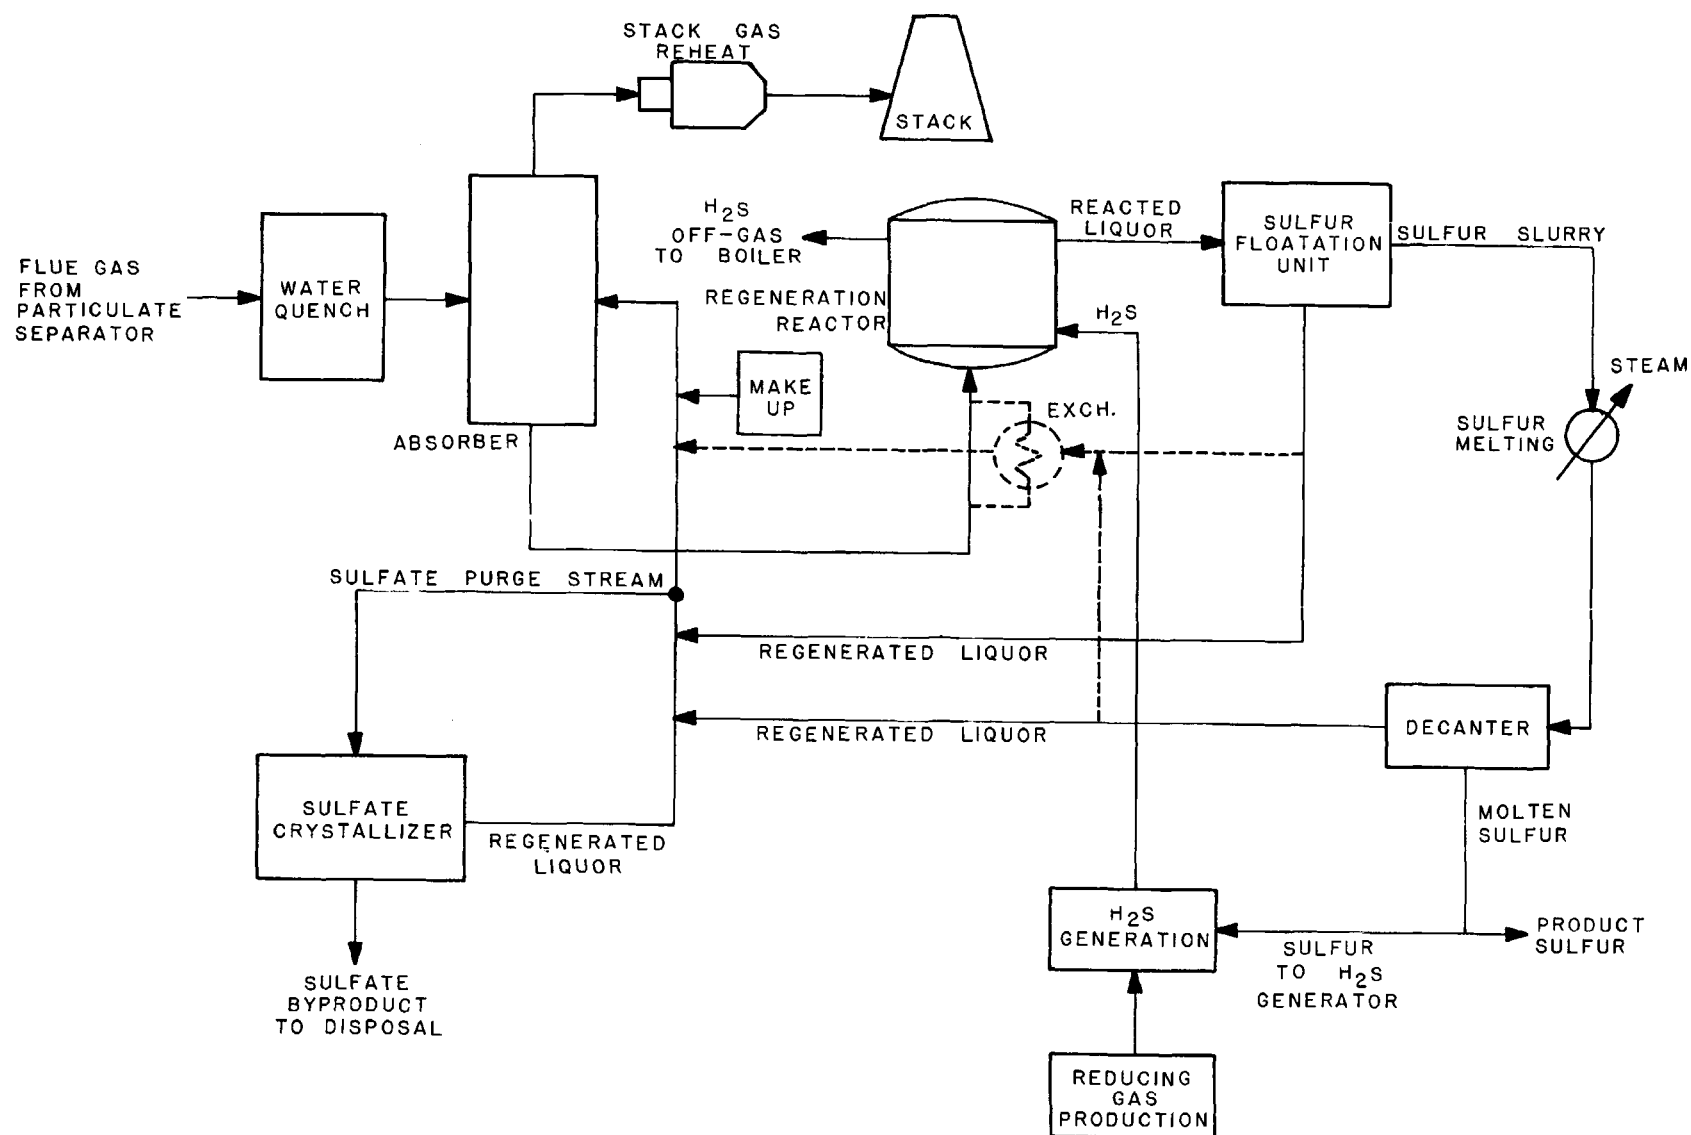 STACK GAS
REHEAT
STACK
H2S
OFF-GAS
TO BOILER
REACTED
LIQUOR
SULFUR
FLOATATION
UNIT
SULFUR SLURRY
FLUE GAS
FROM
PARTICULATE
SEPARATOR
WATER
QUENCH
REGENERATION
REACTOR
H2S
STEAM
MAKE
UP
EXCH.
SULFUR
MELTING
ABSORBER
SULFATE PURGE STREAM
REGENERATED LIQUOR
REGENERATED LIQUOR
DECANTER
SULFATE
CRYSTALLIZER
REGENERATED
LIQUOR
MOLTEN
SULFUR
H2S
GENERATION
SULFUR
TO H2S
GENERATOR
PRODUCT
SULFUR
SULFATE
BYPRODUCT
TO DISPOSAL
REDUCING
GAS
PRODUCTION